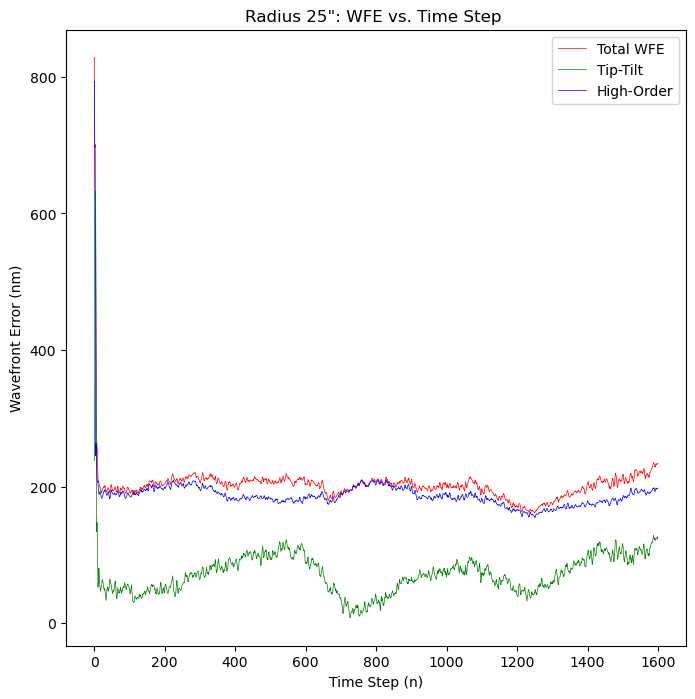 Radius 25": WFE vs. Time Step
Total WFE
Tip-Tilt
High-Order
800
600
400
200
0
Wavefront Error (nm)
0 200 400 600 800 1000 1200 1400 1600
Time Step (n)